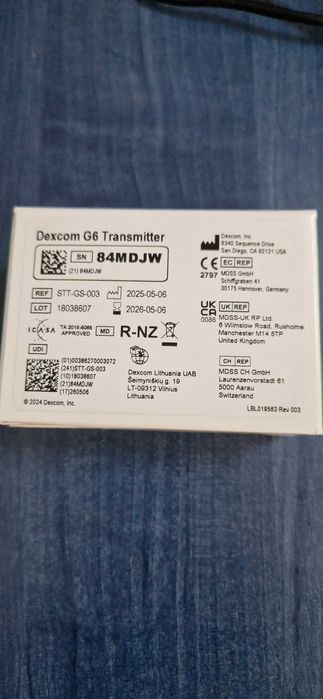 Dexcom G6 Transmitter
SN 84MDJW
(21) 84MDJW
REF STT-GS-003 2025-05-06
LOT 18038607 2026-05-06
ICASA TA 2016-4066 APPROVED MD R-NZ
UDI
(01)00386270003072
(241)STT-GS-003
(10)18038607
(21)84MDJW
(17)260506
© 2024 Dexcom, Inc.
Dexcom Lithuania UAB
Šeimyniškių g. 19
LT-09312 Vilnius
Lithuania
Dexcom, Inc.
6340 Sequence Drive
San Diego, CA 92121 USA
CE 2797
EC REP
MDSS GmbH
Schiffgraben 41
30175 Hannover, Germany
UK CA 0086
UK REP
MDSS-UK RP Ltd.
6 Wilmslow Road, Rusholme
Manchester M14 5TP
United Kingdom
CH REP
MDSS CH GmbH
Laurenzenvorstadt 61
5000 Aarau
Switzerland
LBL019583 Rev 003